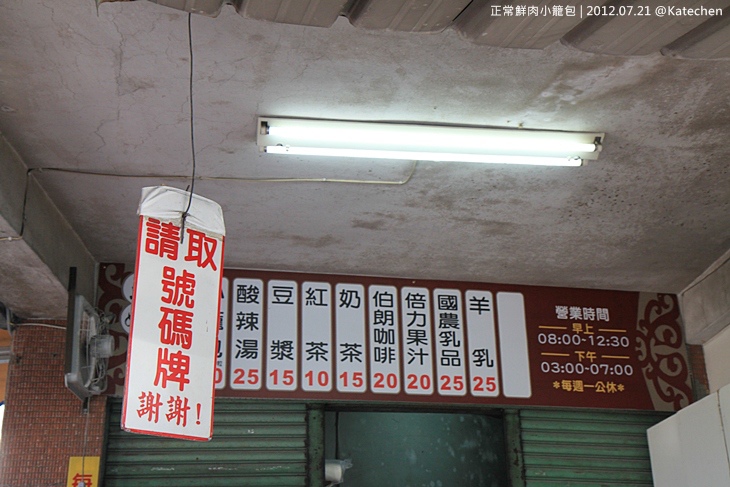 正常鮮肉小籠包 | 2012.07.21 @Katechen
請取
號碼牌
謝謝!
酸辣湯 25
豆漿 15
紅茶 10
奶茶 15
伯朗咖啡 20
倍力果汁 20
國農乳品 25
羊乳 25
營業時間
早上
08:00~12:30
下午
03:00~07:00
*每週一公休*
每